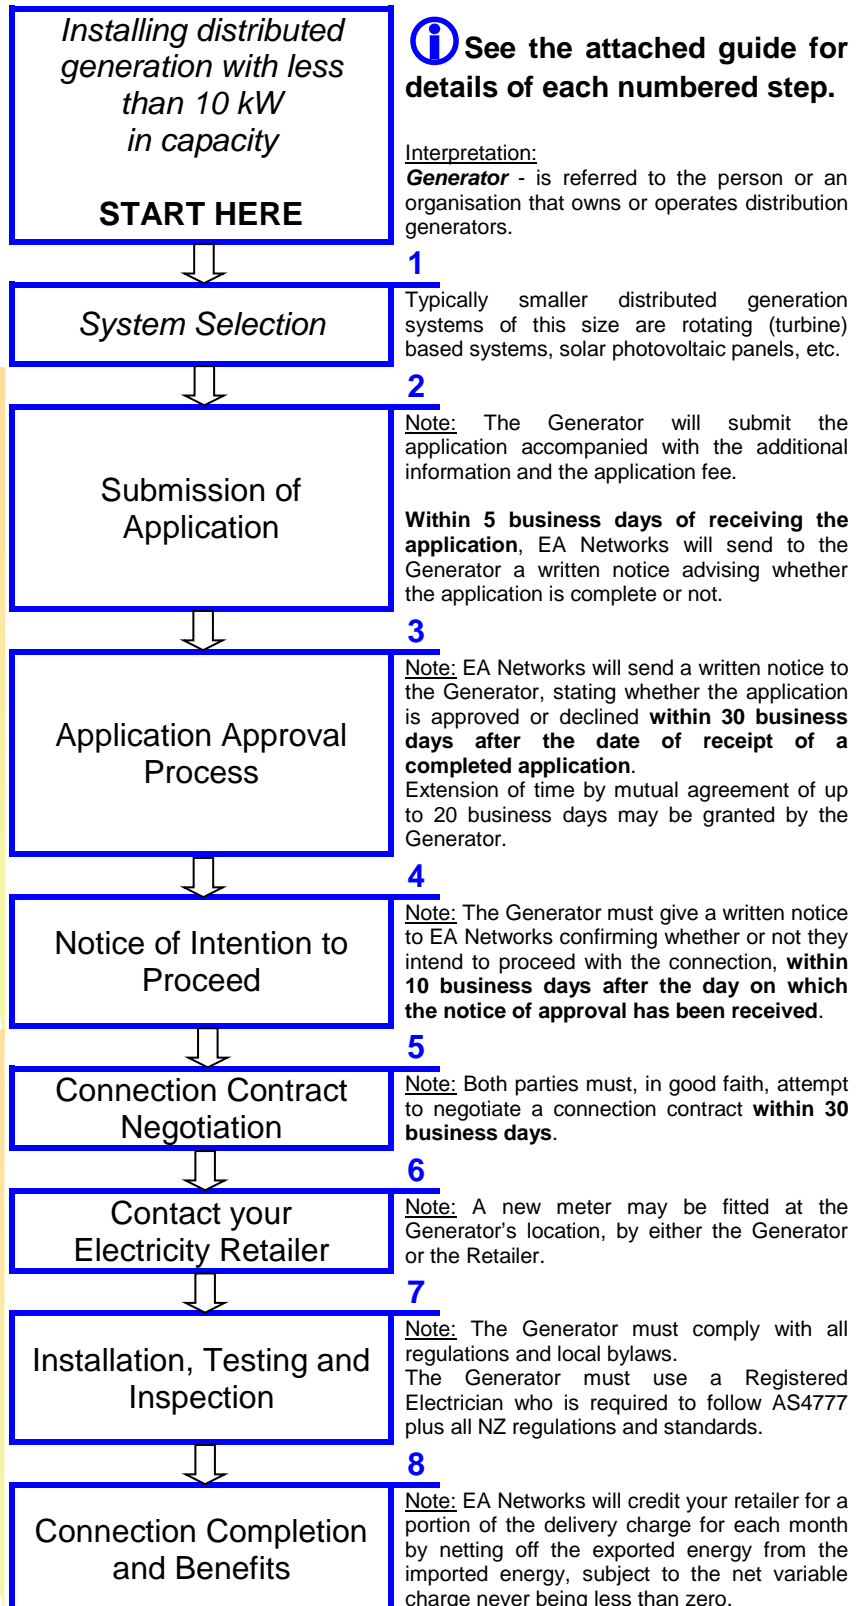 Installing distributed
generation with less
than 10 kW
in capacity
START HERE
i See the attached guide for
details of each numbered step.
Interpretation:
Generator - is referred to the person or an
organisation that owns or operates distribution
generators.
1
System Selection
Typically smaller distributed generation
systems of this size are rotating (turbine)
based systems, solar photovoltaic panels, etc.
2
Submission of
Application
Note: The Generator will submit the
application accompanied with the additional
information and the application fee.
Within 5 business days of receiving the
application, EA Networks will send to the
Generator a written notice advising whether
the application is complete or not.
3
Application Approval
Process
Note: EA Networks will send a written notice to
the Generator, stating whether the application
is approved or declined within 30 business
days after the date of receipt of a
completed application.
Extension of time by mutual agreement of up
to 20 business days may be granted by the
Generator.
4
Notice of Intention to
Proceed
Note: The Generator must give a written notice
to EA Networks confirming whether or not they
intend to proceed with the connection, within
10 business days after the day on which
the notice of approval has been received.
5
Connection Contract
Negotiation
Note: Both parties must, in good faith, attempt
to negotiate a connection contract within 30
business days.
6
Contact your
Electricity Retailer
Note: A new meter may be fitted at the
Generator's location, by either the Generator
or the Retailer.
7
Installation, Testing and
Inspection
Note: The Generator must comply with all
regulations and local bylaws.
The Generator must use a Registered
Electrician who is required to follow AS4777
plus all NZ regulations and standards.
8
Connection Completion
and Benefits
Note: EA Networks will credit your retailer for a
portion of the delivery charge for each month
by netting off the exported energy from the
imported energy, subject to the net variable
charge never being less than zero.